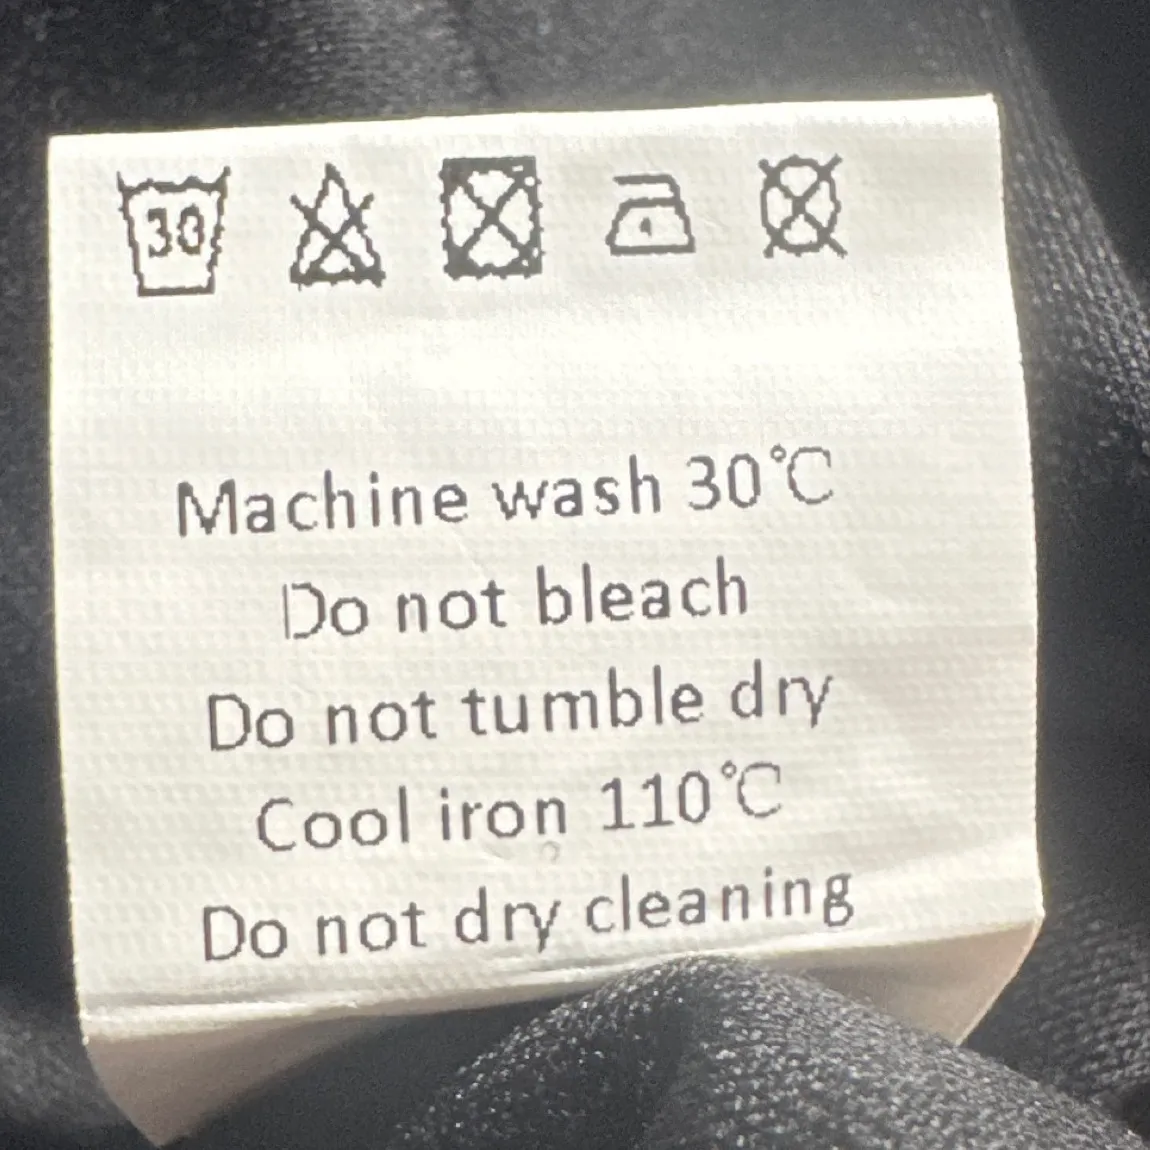 30
Machine wash 30℃
Do not bleach
Do not tumble dry
Cool iron 110℃
Do not dry cleaning